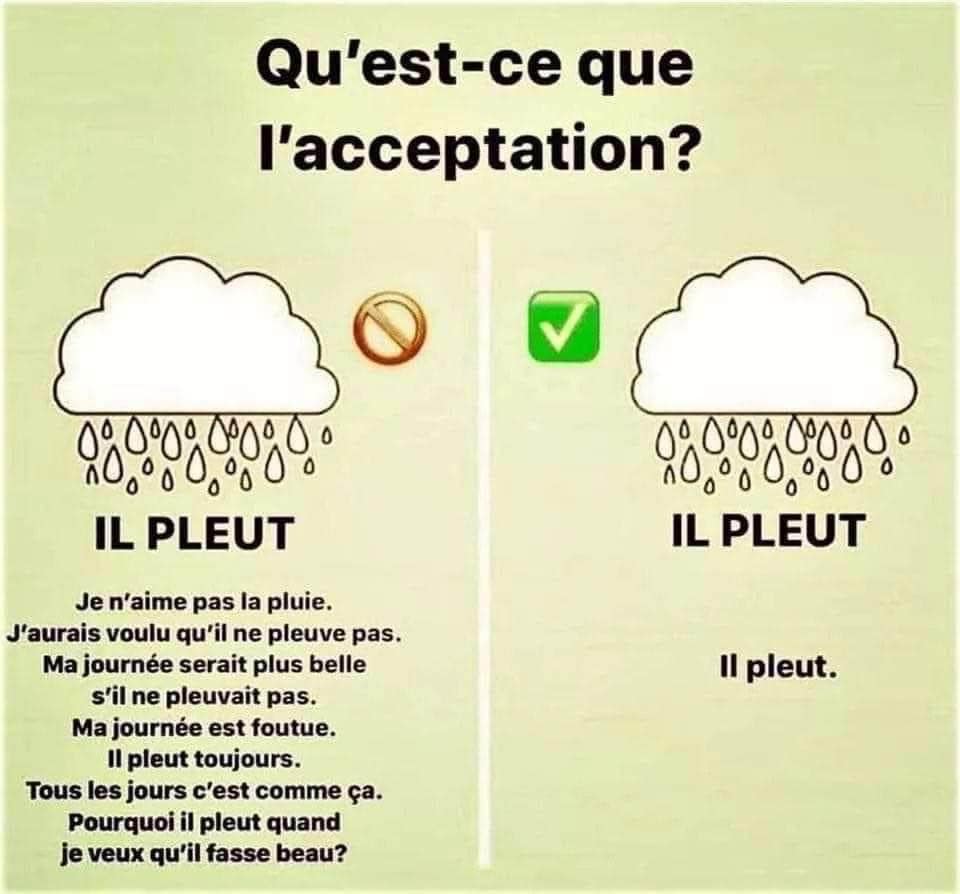 Qu'est-ce que
l'acceptation?
IL PLEUT
Je n'aime pas la pluie.
J'aurais voulu qu'il ne pleuve pas.
Ma journée serait plus belle
s'il ne pleuvait pas.
Ma journée est foutue.
Il pleut toujours.
Tous les jours c'est comme ça.
Pourquoi il pleut quand
je veux qu'il fasse beau?
IL PLEUT
Il pleut.